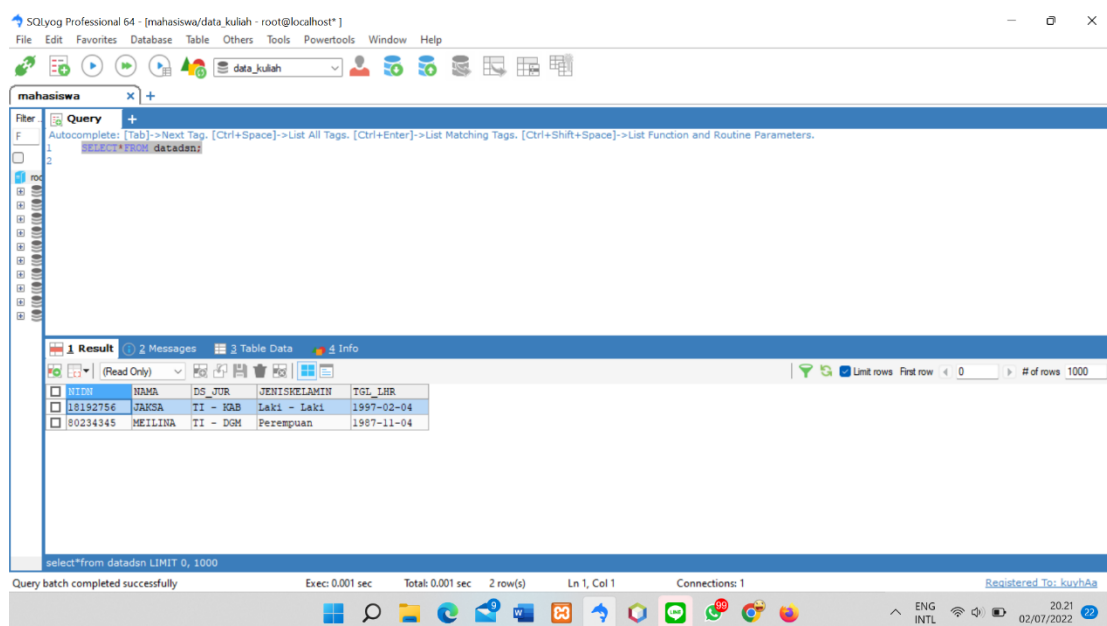 SQLyog Professional 64 - [mahasiswa/data_kuliah - root@localhost* ]
File Edit Favorites Database Table Others Tools Powertools Window Help
data_kuliah
mahasiswa x +
Filter Query +
F Autocomplete: [Tab]->Next Tag. [Ctrl+Space]->List All Tags. [Ctrl+Enter]->List Matching Tags. [Ctrl+Shift+Space]->List Function and Routine Parameters.
1 SELECT*FROM datadsn;
2
roo
1 Result 2 Messages 3 Table Data 4 Info
(Read Only) Limit rows First row 0 # of rows 1000
NIDN NAMA DS_JUR JENISKELAMIN TGL_LHR
18192756 JAKSA TI - KAB Laki - Laki 1997-02-04
80234345 MEILINA TI - DGM Perempuan 1987-11-04
select*from datadsn LIMIT 0, 1000
Query batch completed successfully Exec: 0.001 sec Total: 0.001 sec 2 row(s) Ln 1, Col 1 Connections: 1 Registered To: kuyhAa
9 LINE 99 ENG 20.21
INTL 02/07/2022 22